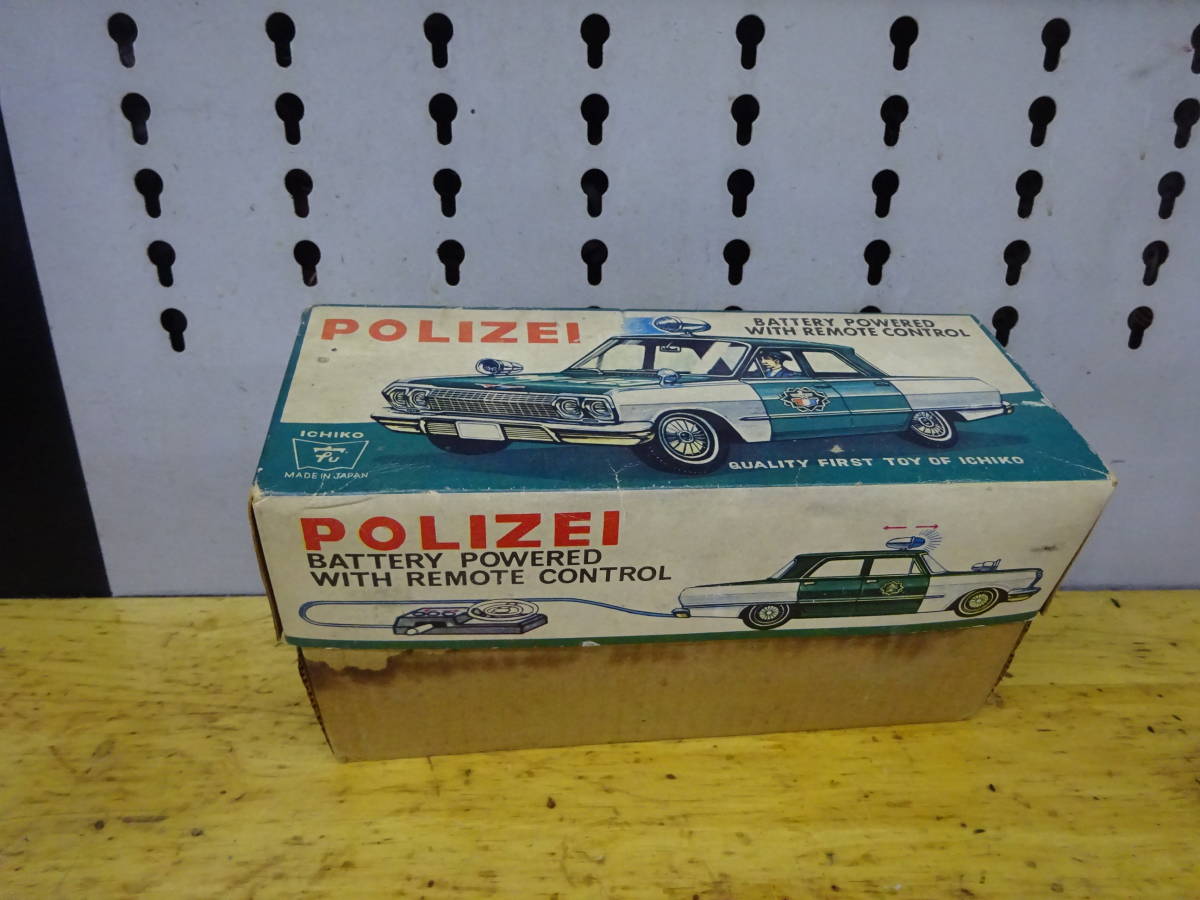 POLIZEI
BATTERY POWERED
WITH REMOTE CONTROL
ICHIKO
MADE IN JAPAN
QUALITY FIRST TOY OF ICHIKO
POLIZEI
BATTERY POWERED
WITH REMOTE CONTROL